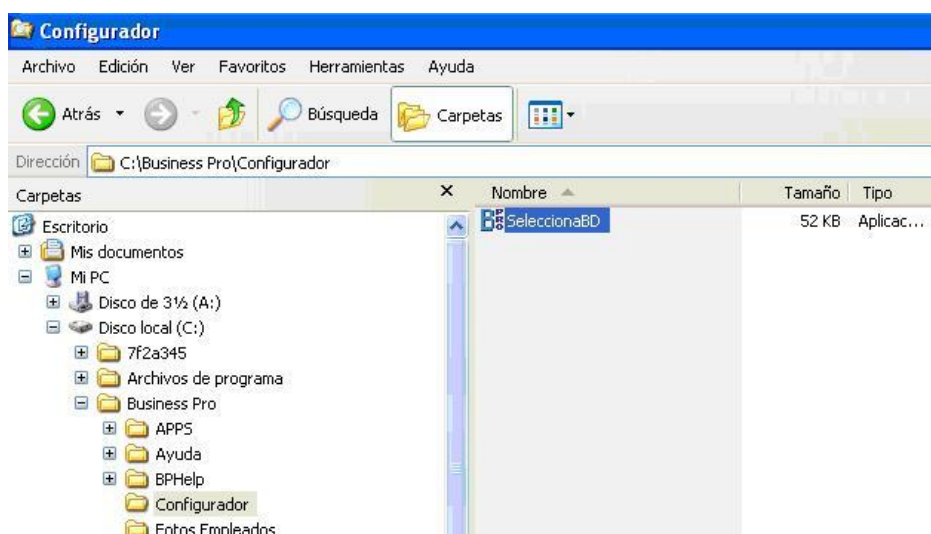 Configurador
Archivo Edición Ver Favoritos Herramientas Ayuda
Atrás Búsqueda Carpetas
Dirección C:\Business Pro\Configurador
Carpetas Nombre Tamaño Tipo
Escritorio SeleccionaBD 52 KB Aplicac...
Mis documentos
Mi PC
Disco de 3½ (A:)
Disco local (C:)
7f2a345
Archivos de programa
Business Pro
APPS
Ayuda
BPHelp
Configurador
Fotos Empleados